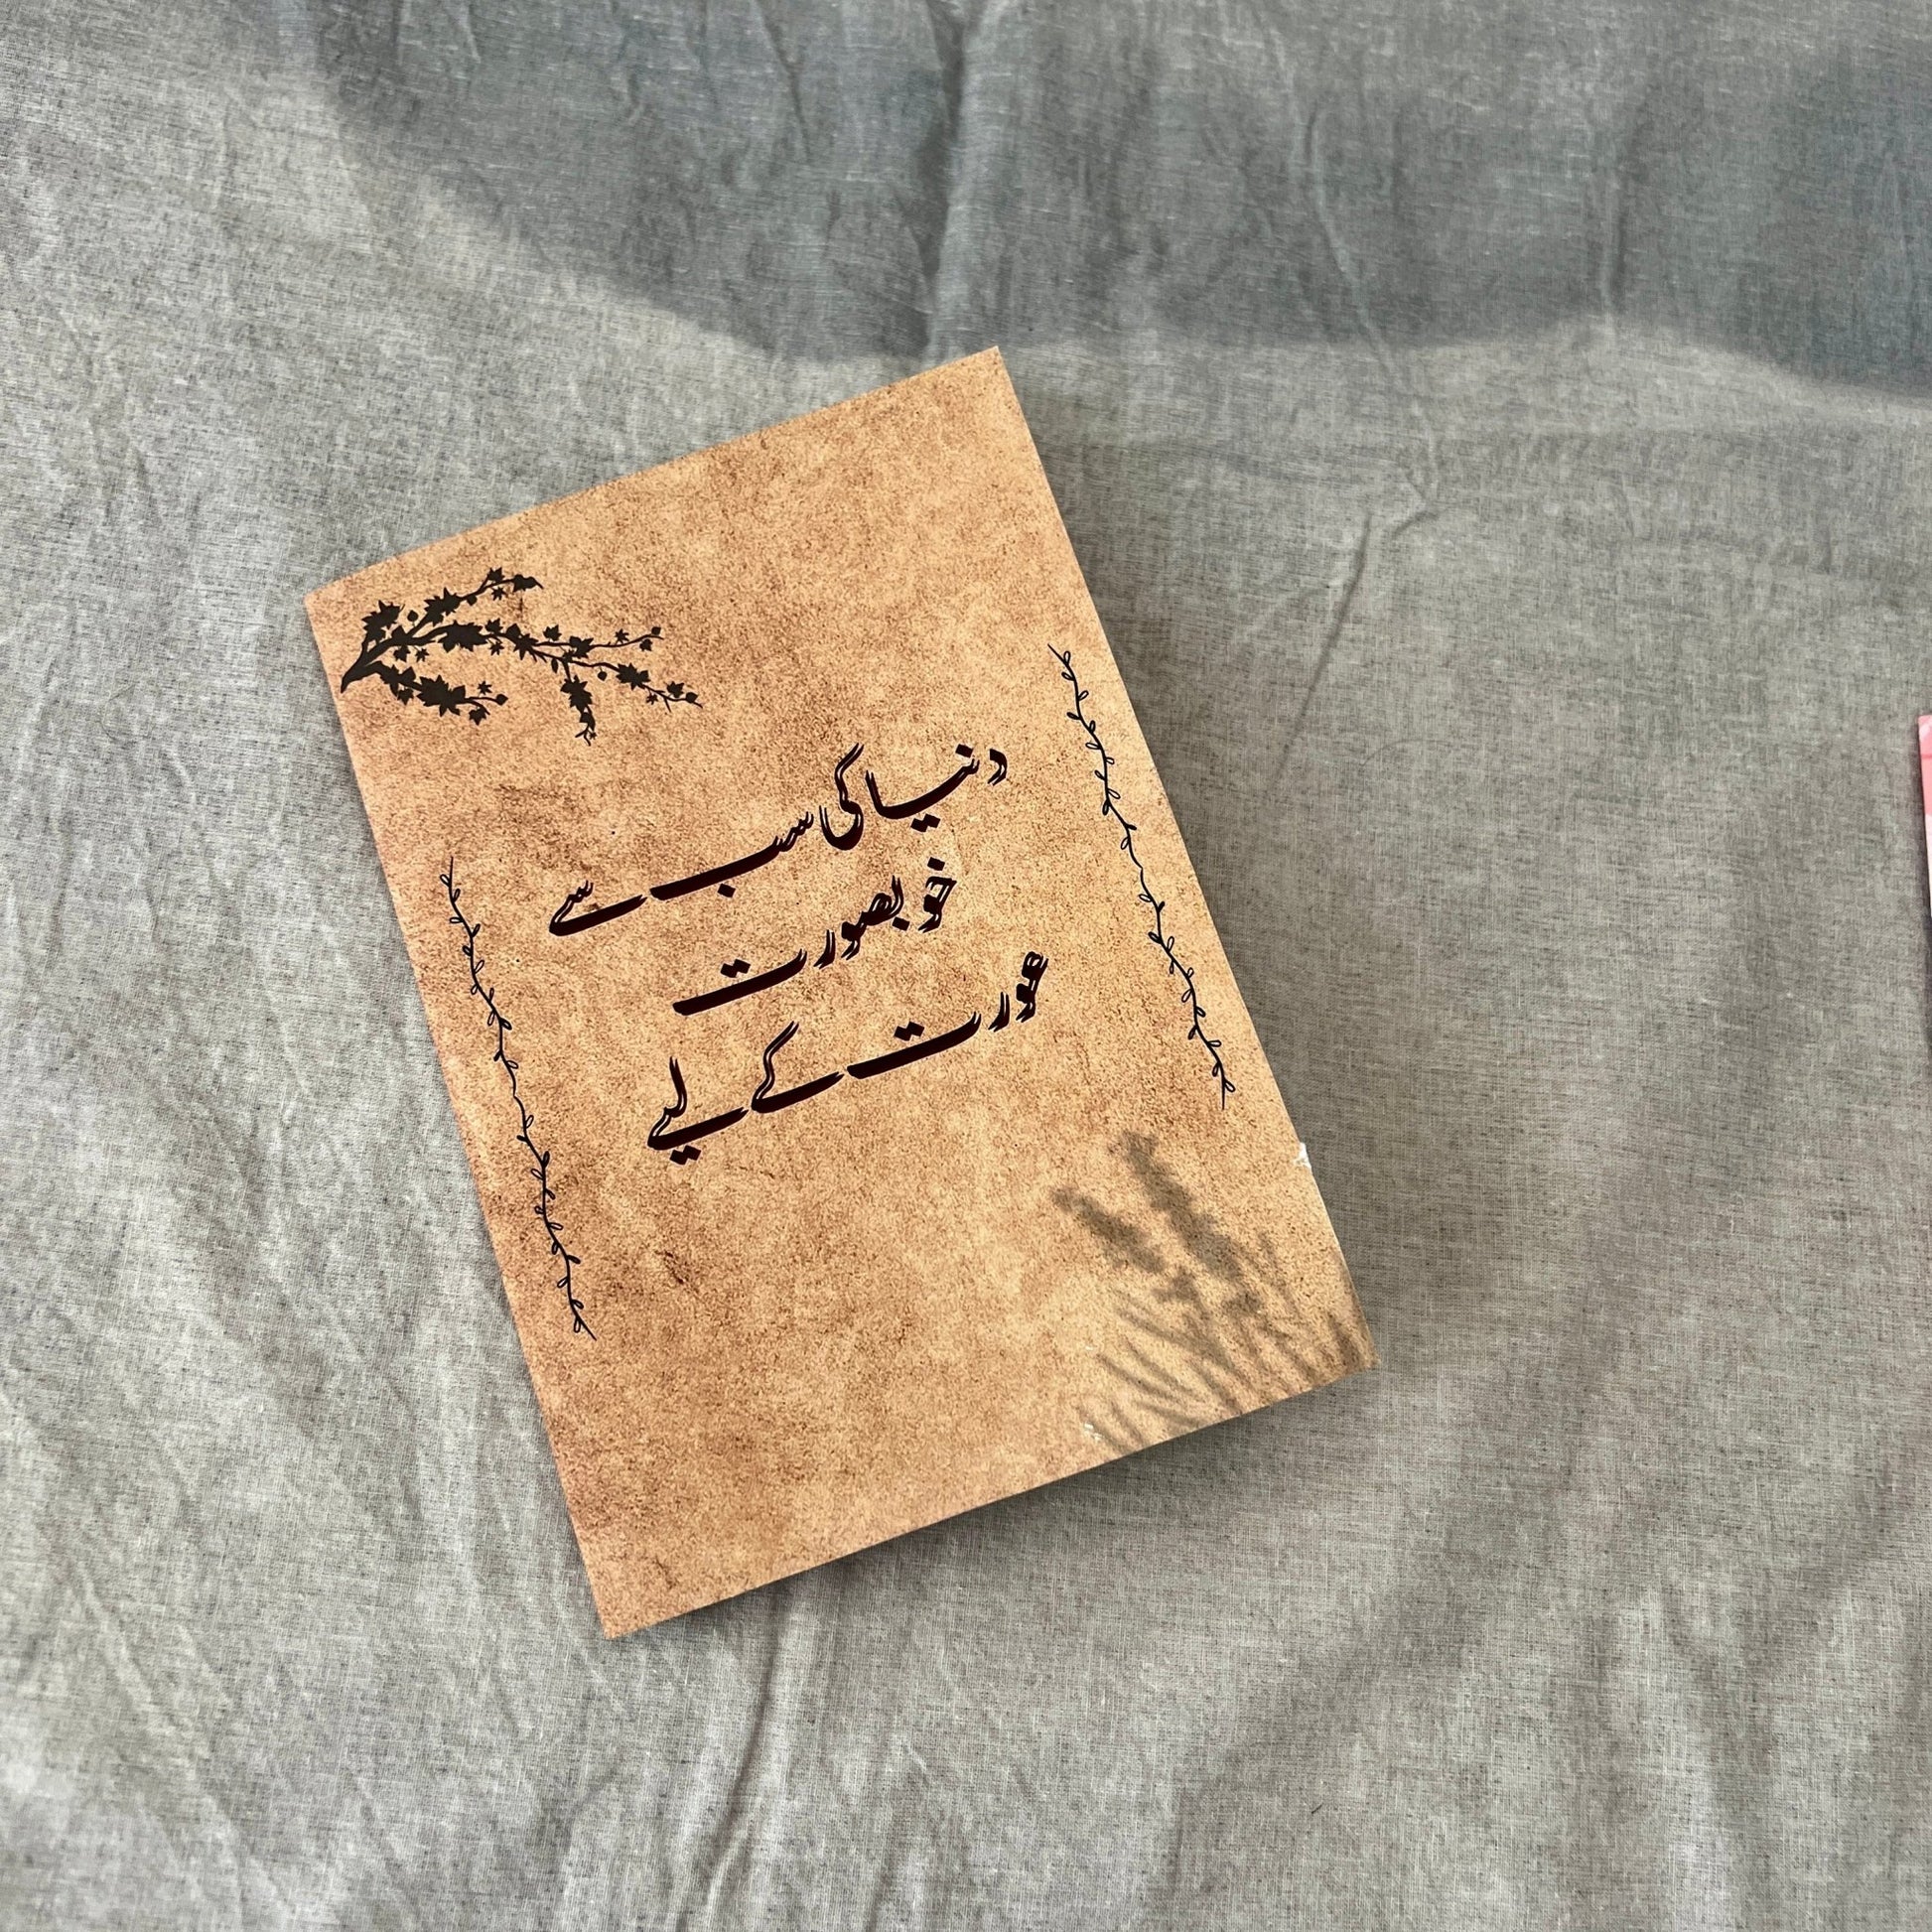 دنیا کی سب سے
خوبصورت
عورت کے لیے